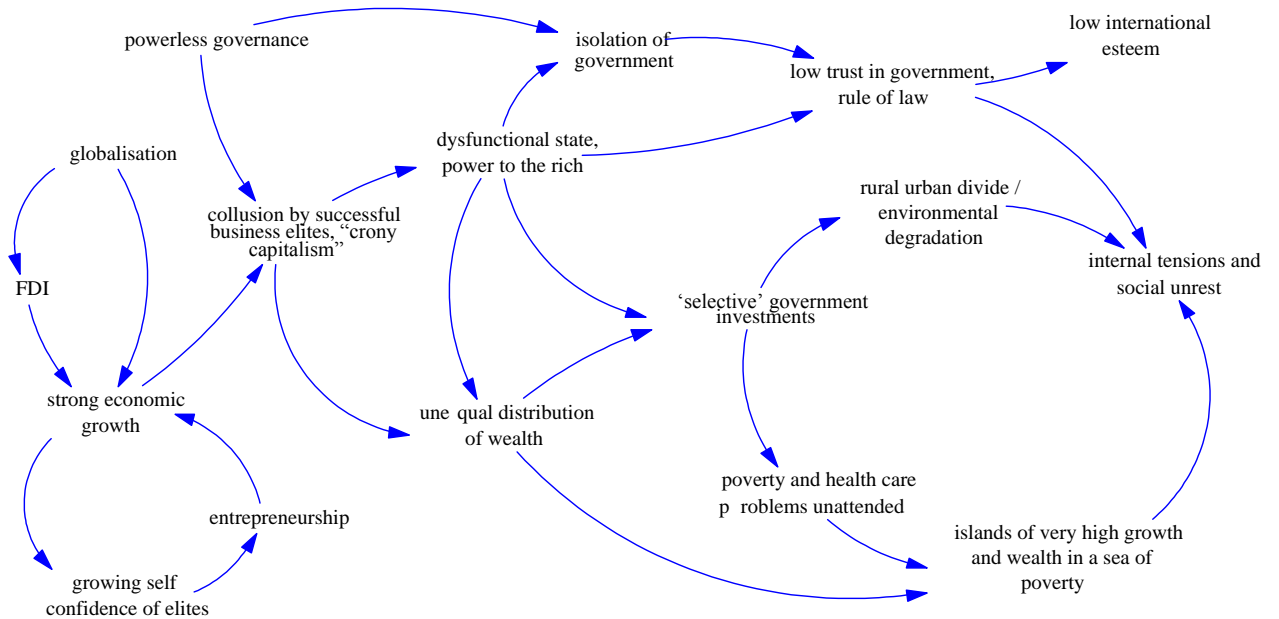 powerless governance
isolation of
government
low international
esteem
low trust in government,
rule of law
globalisation
dysfunctional state,
power to the rich
collusion by successful
business elites, “crony
capitalism”
rural urban divide /
environmental
degradation
internal tensions and
social unrest
FDI
‘selective’ government
investments
strong economic
growth
une qual distribution
of wealth
poverty and health care
p roblems unattended
entrepreneurship
islands of very high growth
and wealth in a sea of
poverty
growing self
confidence of elites